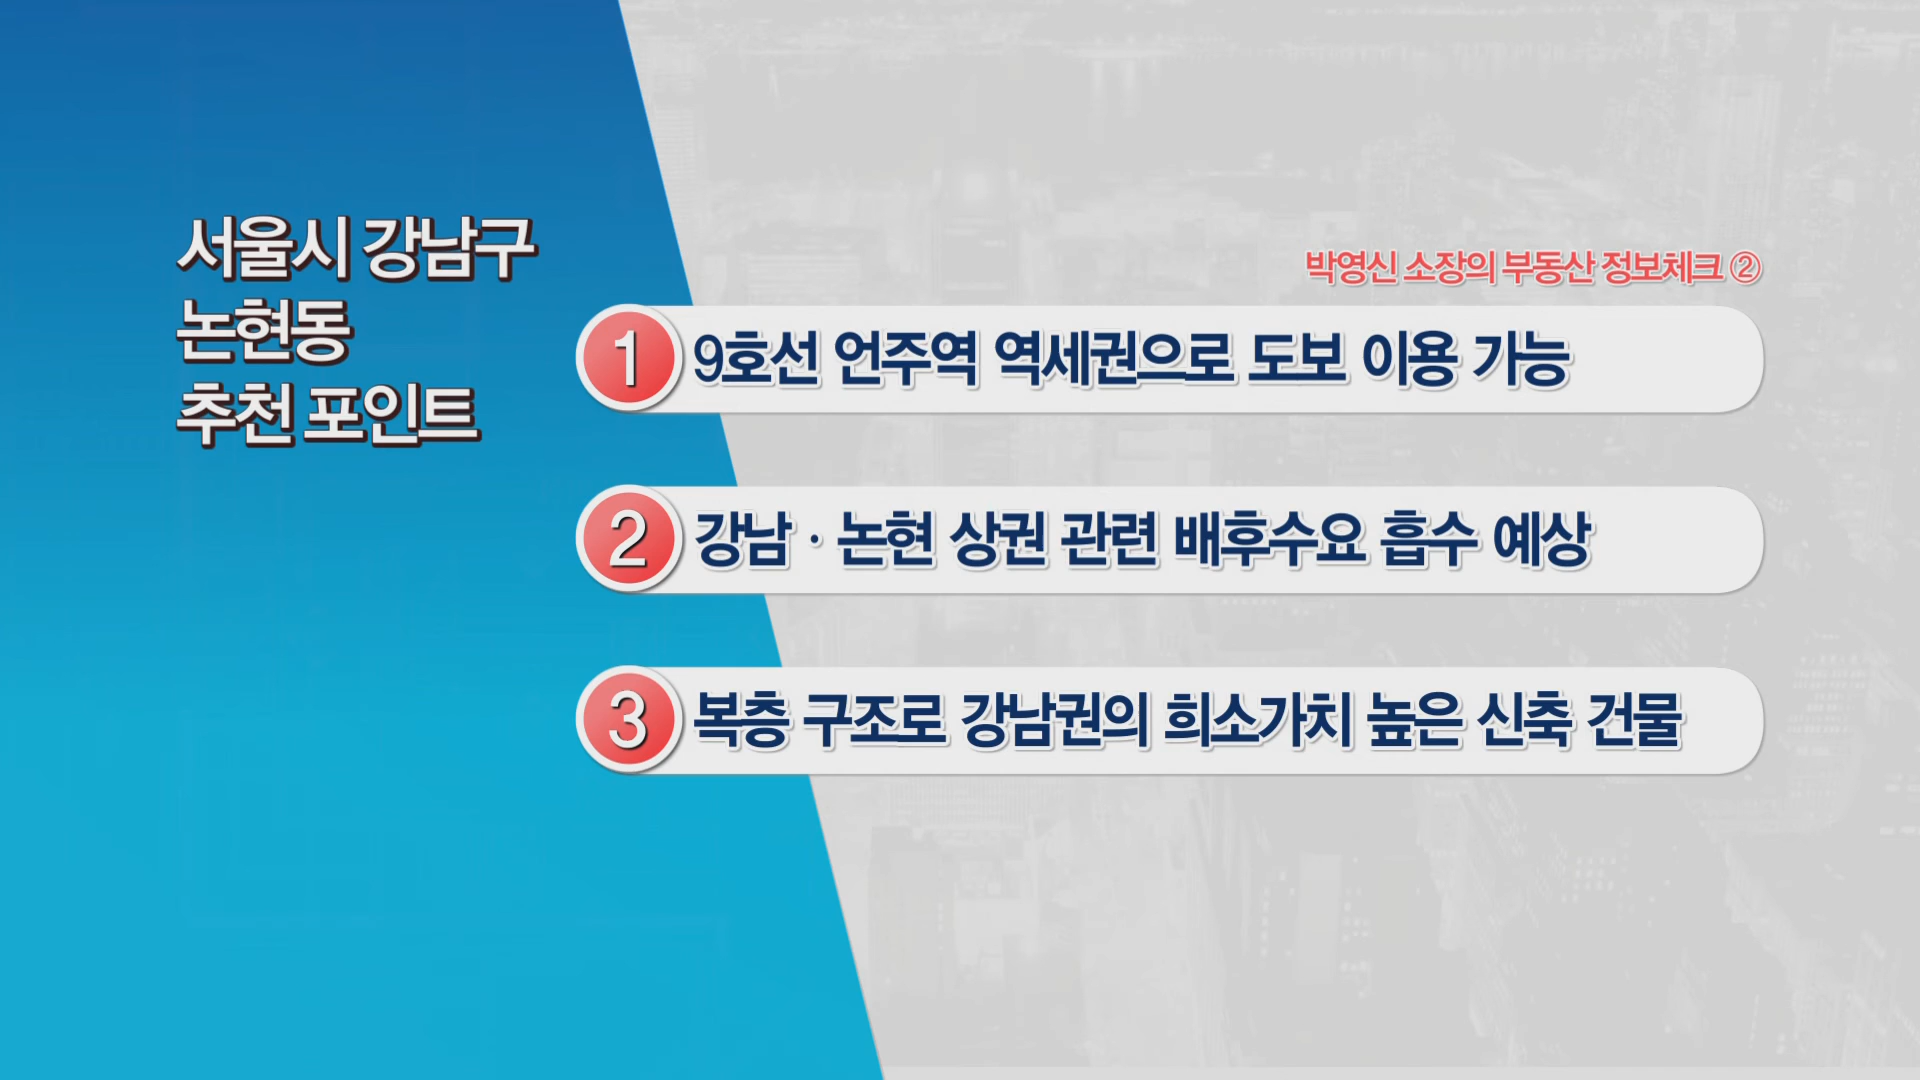 서울시 강남구
논현동
추천 포인트
박영신 소장의 부동산 정보체크 ②
1 9호선 언주역 역세권으로 도보 이용 가능
2 강남·논현 상권 관련 배후수요 흡수 예상
3 복층 구조로 강남권의 희소가치 높은 신축 건물